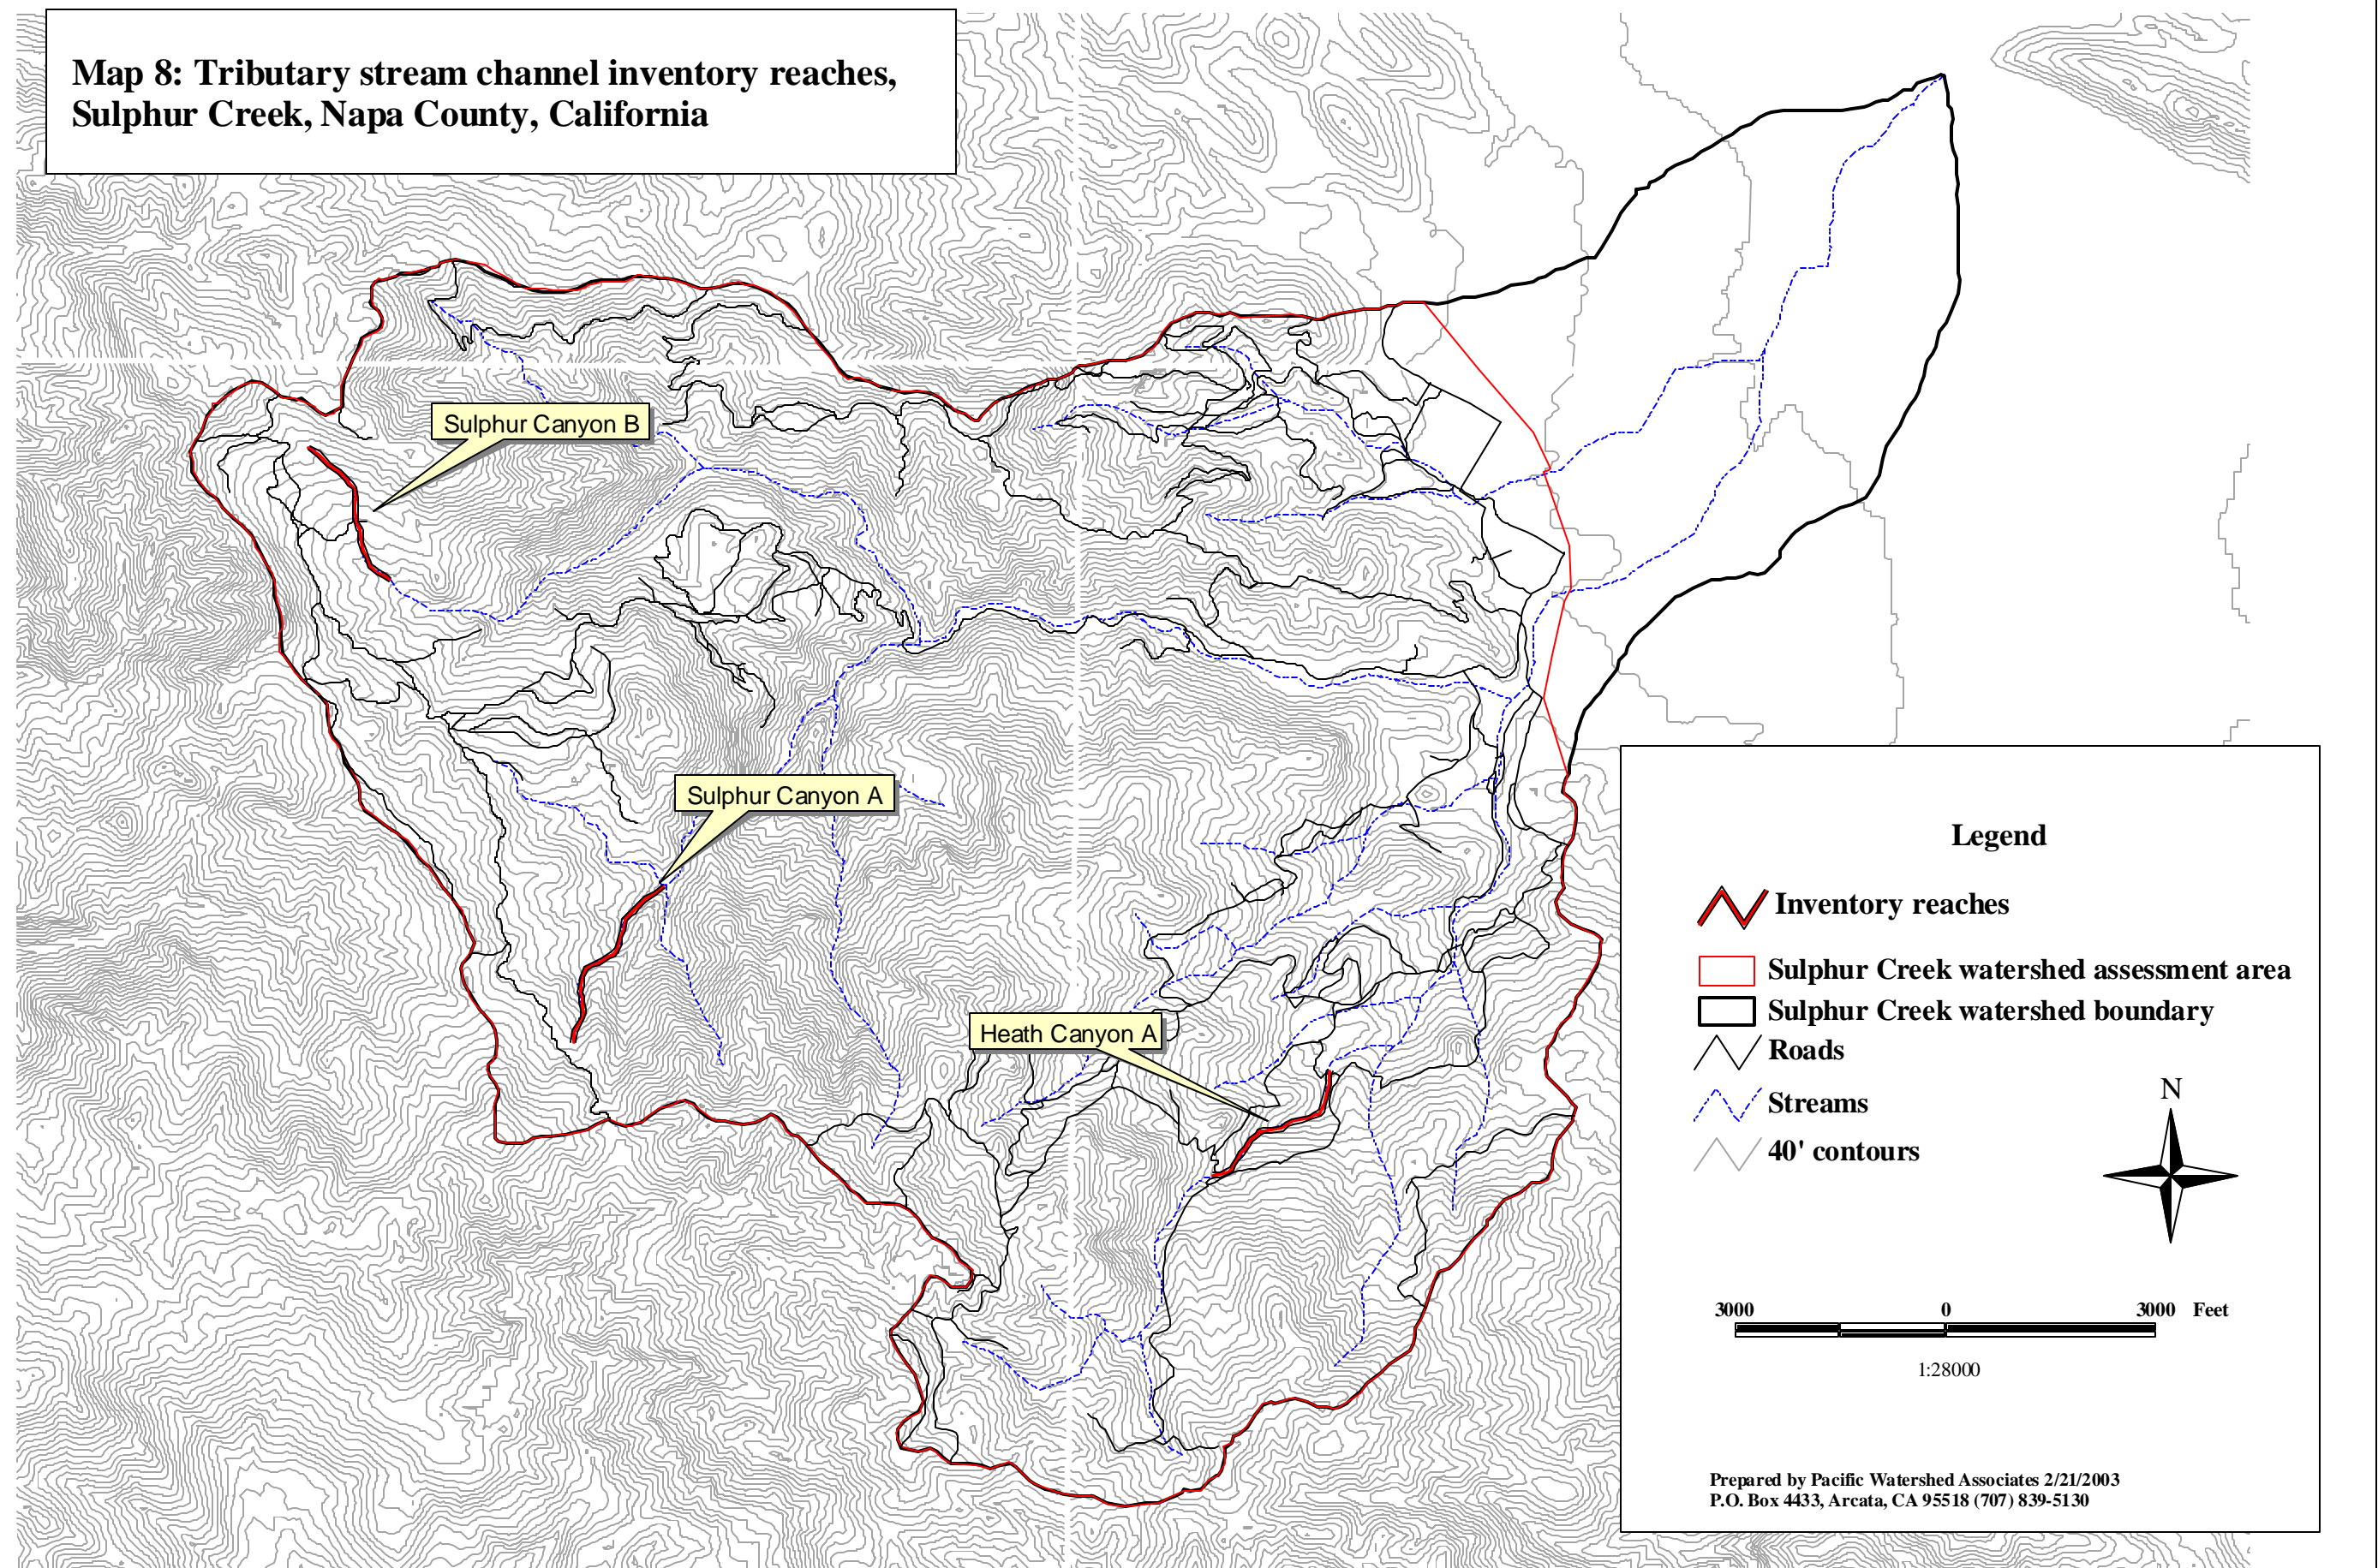 Map 8: Tributary stream channel inventory reaches,
Sulphur Creek, Napa County, California
Sulphur Canyon B
Sulphur Canyon A
Heath Canyon A
Legend
Inventory reaches
Sulphur Creek watershed assessment area
Sulphur Creek watershed boundary
Roads
Streams
40' contours
N
3000 0 3000 Feet
1:28000
Prepared by Pacific Watershed Associates 2/21/2003
P.O. Box 4433, Arcata, CA 95518 (707) 839-5130